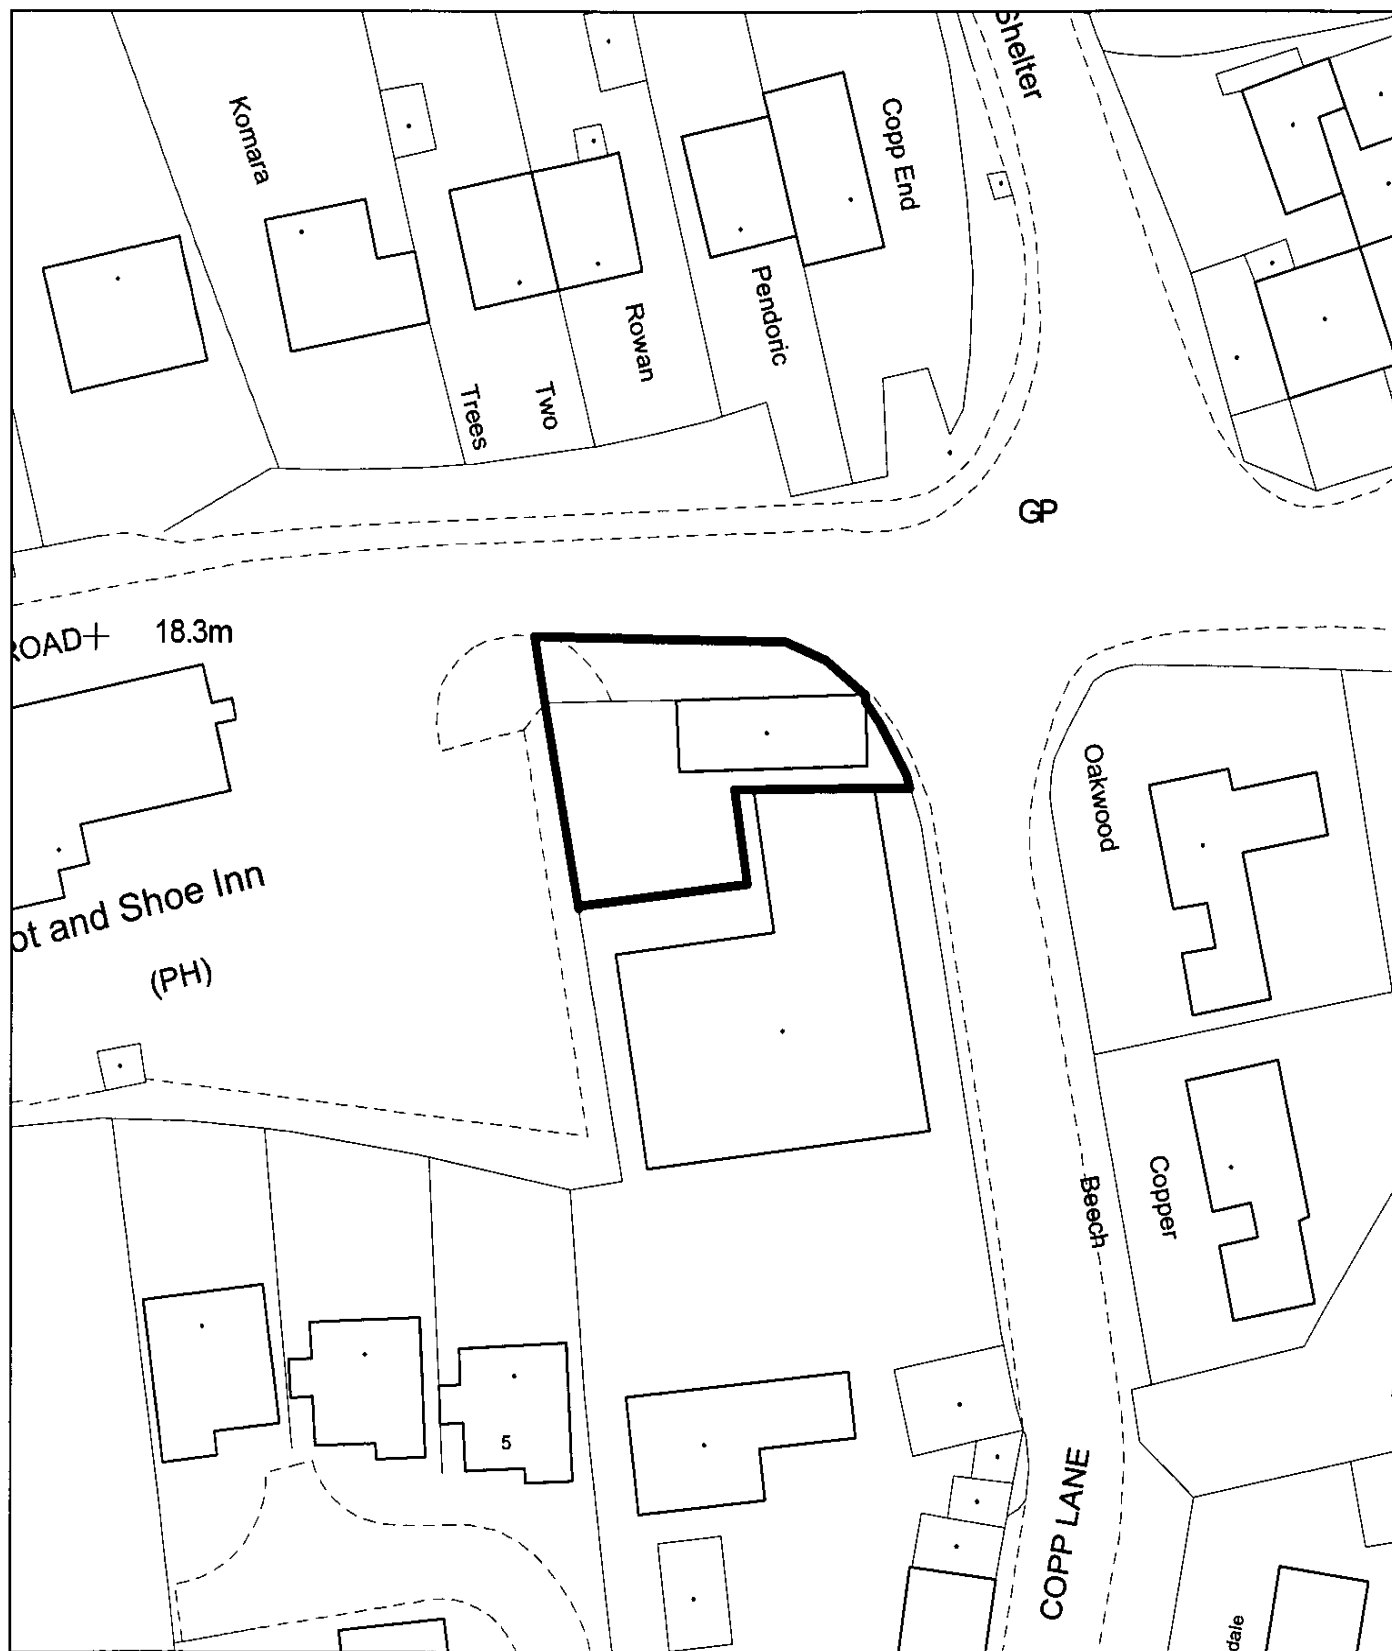 Shelter
Komara
Copp End
Pendoric
Rowan
Two
Trees
GP
ROAD
18.3m
Oakwood
ot and Shoe Inn
(PH)
Copper
Beech
5
COPP LANE
dale